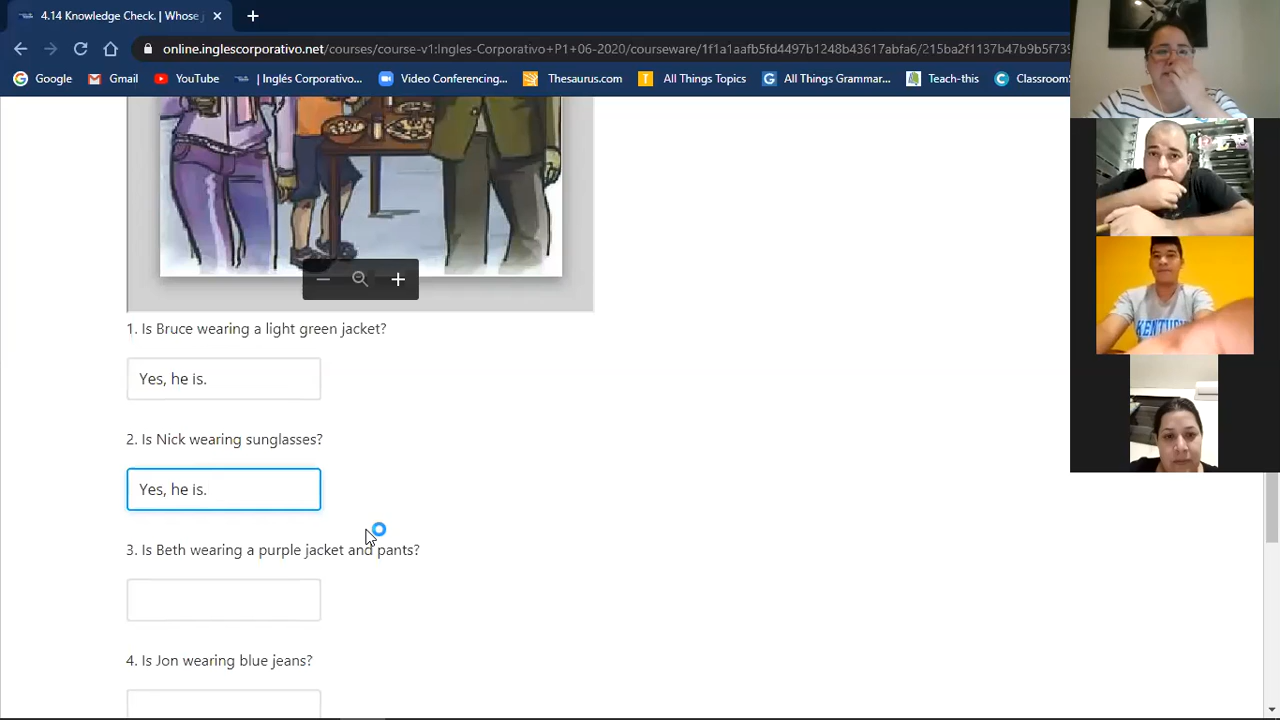 4.14 Knowledge Check. | Whose j
online.inglescorporativo.net/courses/course-v1:Ingles-Corporativo+P1+06-2020/courseware/1f1a1aafb5fd4497b1248b43617abfa6/215ba2f1137b47b9b5f739
Google Gmail YouTube | Inglés Corporativo... Video Conferencing... Thesaurus.com All Things Topics All Things Grammar... Teach-this ClassroomS
1. Is Bruce wearing a light green jacket?
Yes, he is.
2. Is Nick wearing sunglasses?
Yes, he is.
3. Is Beth wearing a purple jacket and pants?
4. Is Jon wearing blue jeans?
KENTUCKY